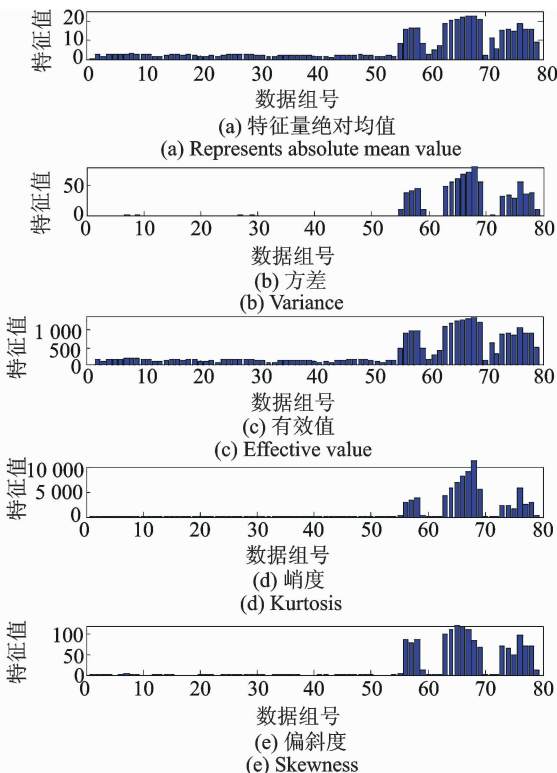 特征值
20
10
0
0 10 20 30 40 50 60 70 80
数据组号
(a) 特征量绝对均值
(a) Represents absolute mean value
特征值
50
0
0 10 20 30 40 50 60 70 80
数据组号
(b) 方差
(b) Variance
特征值
1 000
500
0
0 10 20 30 40 50 60 70 80
数据组号
(c) 有效值
(c) Effective value
特征值
10 000
5 000
0
0 10 20 30 40 50 60 70 80
数据组号
(d) 峭度
(d) Kurtosis
特征值
100
50
0
0 10 20 30 40 50 60 70 80
数据组号
(e) 偏斜度
(e) Skewness